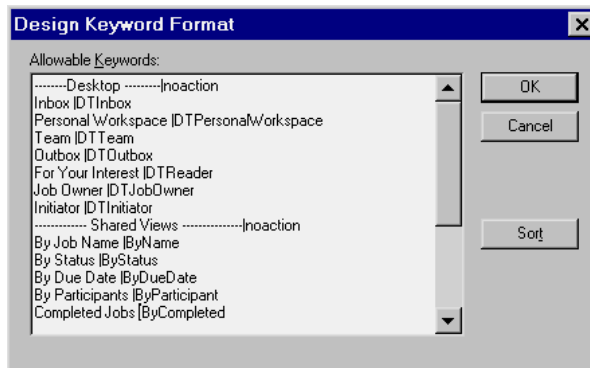 Design Keyword Format
Allowable Keywords:
--------Desktop ---------|noaction
Inbox |DTInbox
Personal Workspace |DTPersonalWorkspace
Team |DTTeam
Outbox |DTOutbox
For Your Interest |DTReader
Job Owner |DTJobOwner
Initiator |DTInitiator
------------- Shared Views --------------|noaction
By Job Name |ByName
By Status |ByStatus
By Due Date |ByDueDate
By Participants |ByParticipant
Completed Jobs |ByCompleted
OK
Cancel
Sort